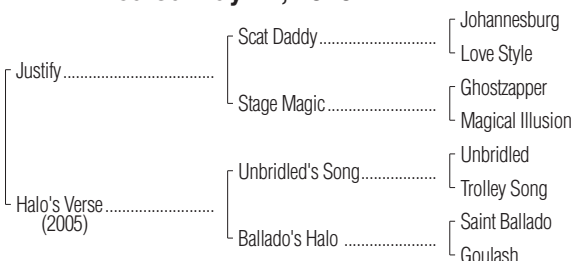 Johannesburg
Scat Daddy
Love Style
Justify
Ghostzapper
Stage Magic
Magical Illusion
Unbridled
Unbridled's Song
Trolley Song
Halo's Verse
(2005)
Saint Ballado
Ballado's Halo
Goulash